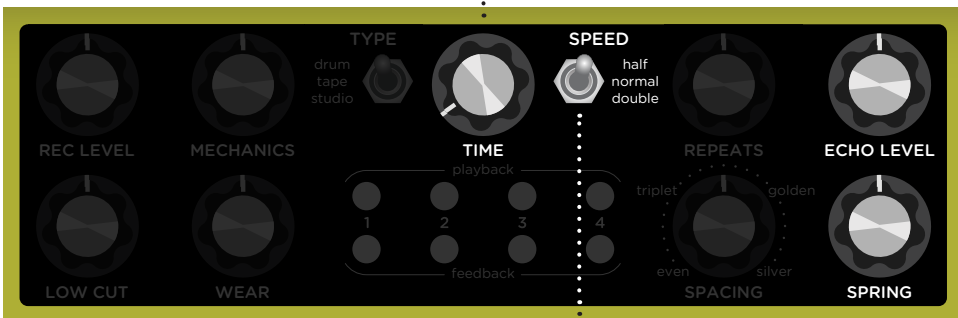 TYPE
drum
tape
studio
SPEED
half
normal
double
REC LEVEL
MECHANICS
TIME
REPEATS
ECHO LEVEL
playback
1 2 3 4
feedback
triplet
golden
even
silver
LOW CUT
WEAR
SPACING
SPRING